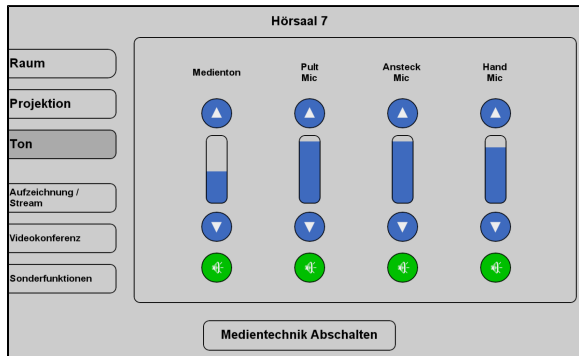 Hörsaal 7
Raum
Projektion
Ton
Aufzeichnung /
Stream
Videokonferenz
Sonderfunktionen
Medienton
Pult
Mic
Ansteck
Mic
Hand
Mic
Medientechnik Abschalten